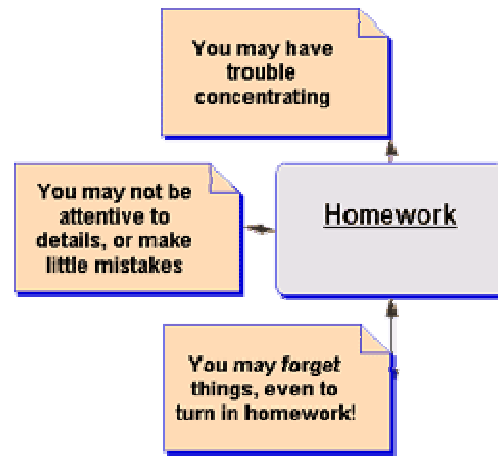 You may have
trouble
concentrating
You may not be
attentive to
details, or make
little mistakes
Homework
You may forget
things, even to
turn in homework!